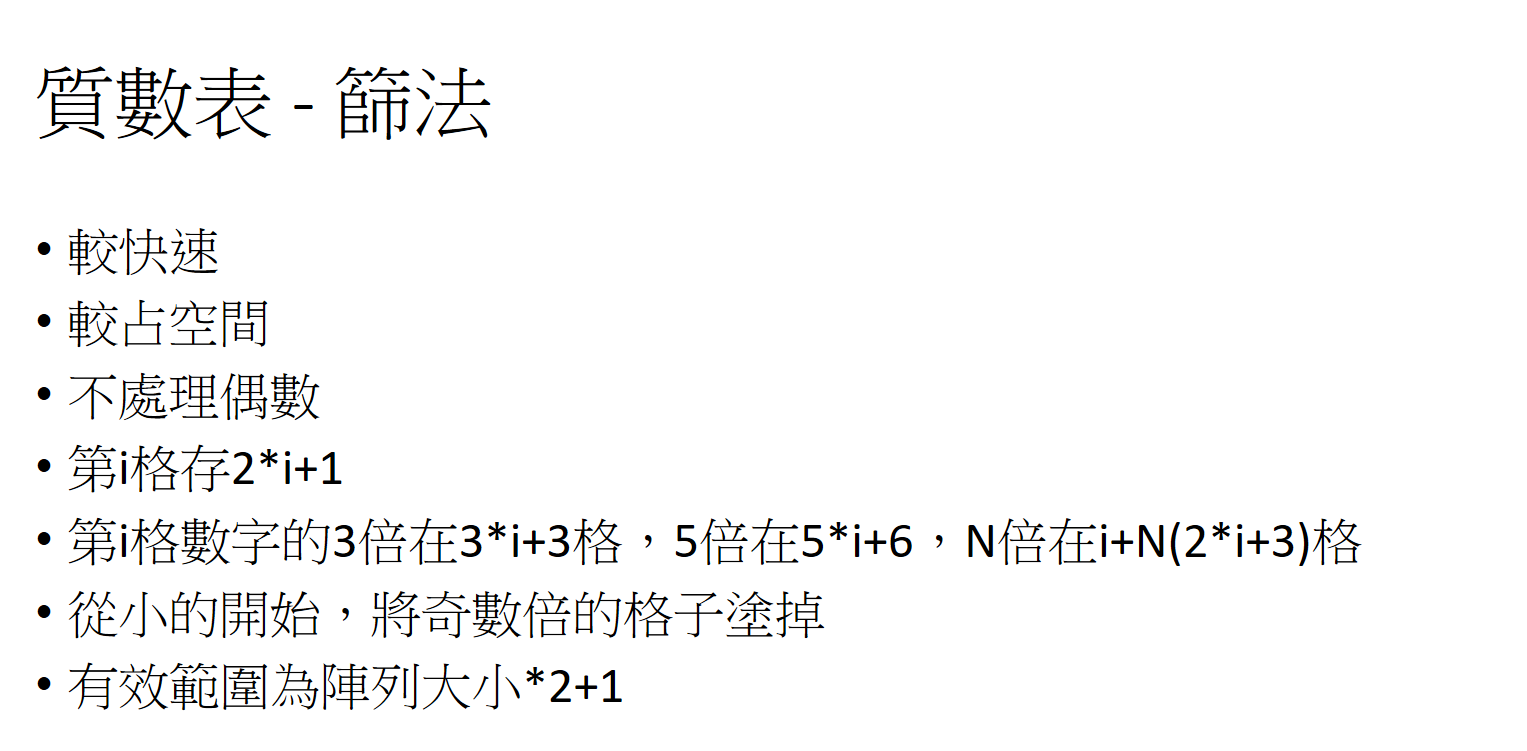 質數表 - 篩法
• 較快速
• 較占空間
• 不處理偶數
• 第i格存2*i+1
• 第i格數字的3倍在3*i+3格，5倍在5*i+6，N倍在i+N(2*i+3)格
• 從小的開始，將奇數倍的格子塗掉
• 有效範圍為陣列大小*2+1